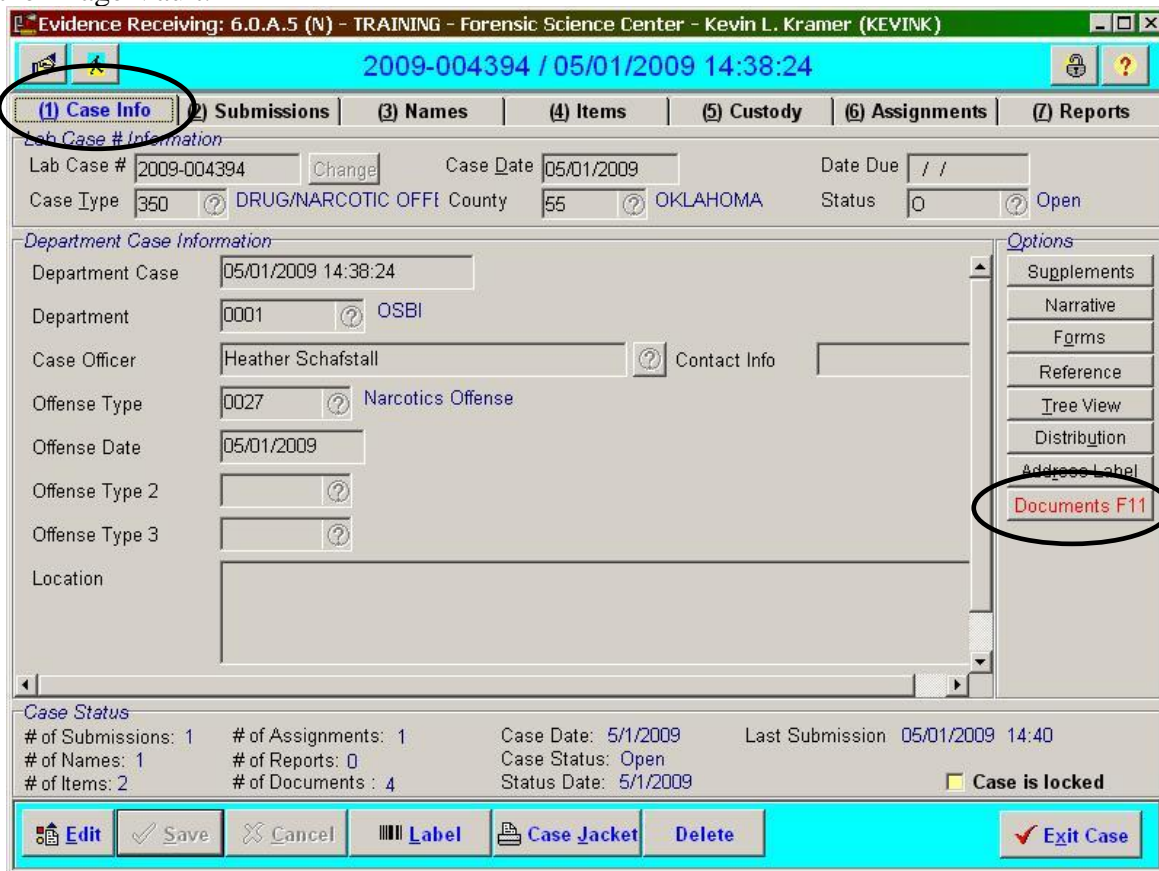 Evidence Receiving: 6.0.A.5 (N) - TRAINING - Forensic Science Center - Kevin L. Kramer (KEVINK)
2009-004394 / 05/01/2009 14:38:24 ?
(1) Case Info (2) Submissions (3) Names (4) Items (5) Custody (6) Assignments (7) Reports
Lab Case # Information
Lab Case # 2009-004394 Change Case Date 05/01/2009 Date Due / /
Case Type 350 ? DRUG/NARCOTIC OFFE County 55 ? OKLAHOMA Status O ? Open
Department Case Information
Options
Department Case 05/01/2009 14:38:24
Supplements
Department 0001 ? OSBI
Narrative
Forms
Case Officer Heather Schafstall ? Contact Info
Reference
Offense Type 0027 ? Narcotics Offense
Tree View
Offense Date 05/01/2009
Distribution
Address Label
Offense Type 2 ?
Documents F11
Offense Type 3 ?
Location
Case Status
# of Submissions: 1 # of Assignments: 1 Case Date: 5/1/2009 Last Submission 05/01/2009 14:40
# of Names: 1 # of Reports: 0 Case Status: Open
# of Items: 2 # of Documents : 4 Status Date: 5/1/2009 Case is locked
Edit Save Cancel Label Case Jacket Delete Exit Case